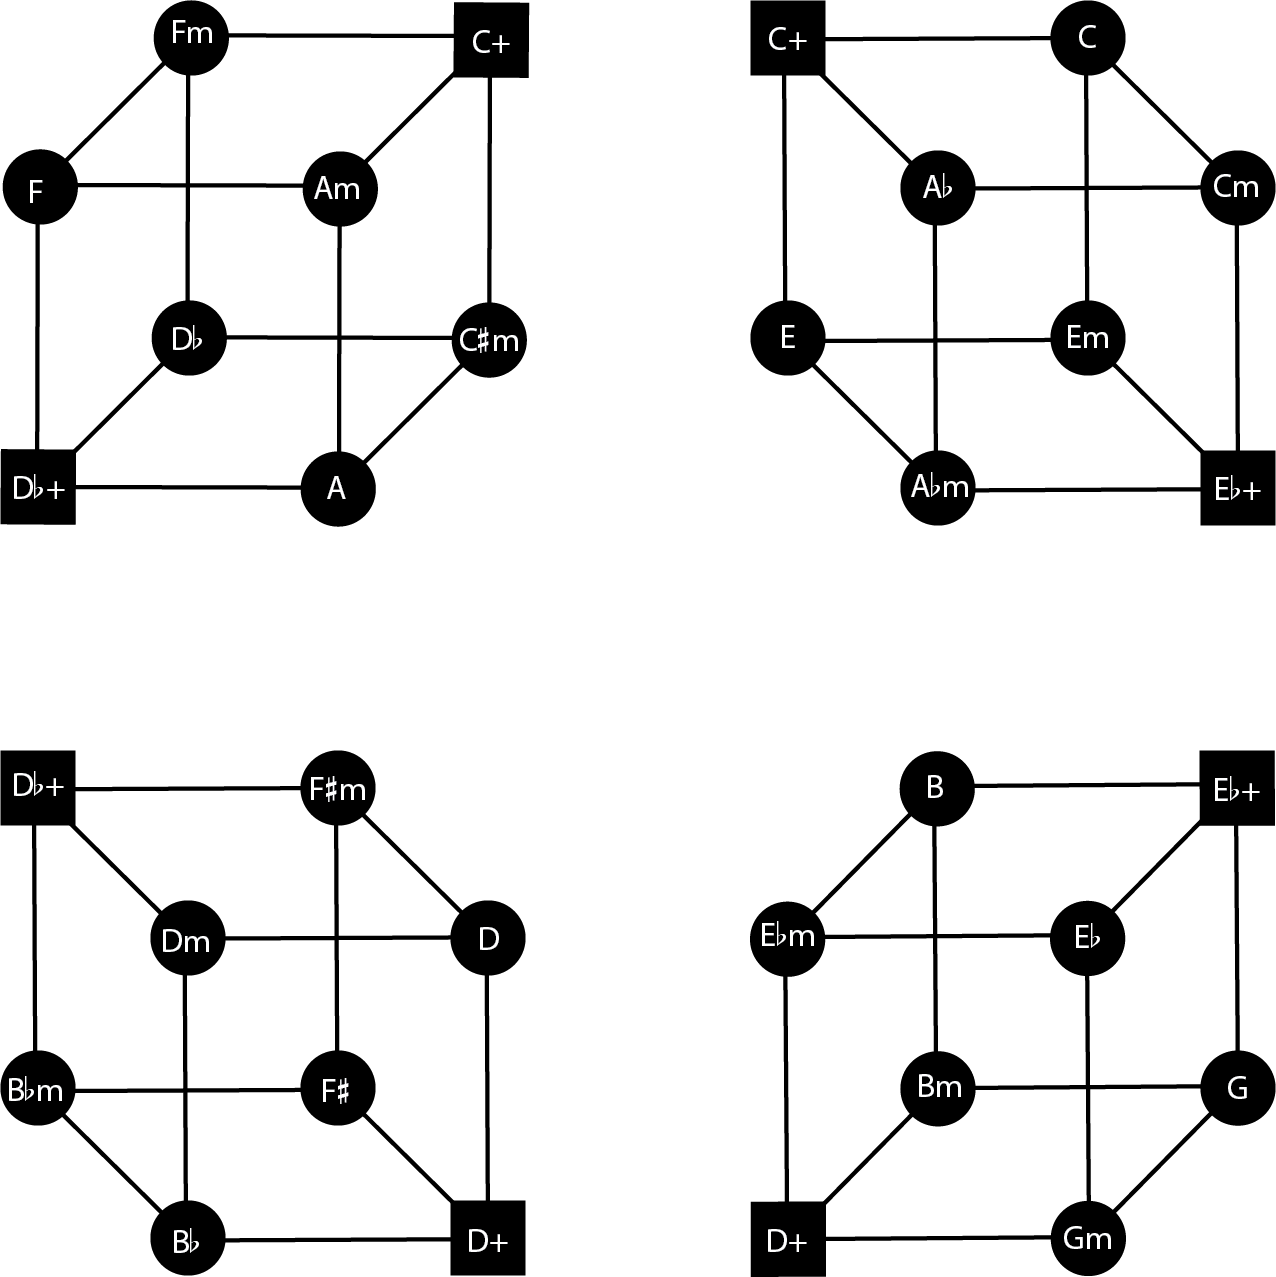 Fm
C+
C+
C
F
Am
A♭
Cm
D♭
C♯m
E
Em
D♭+
A
A♭m
E♭+
D♭+
F♯m
B
E♭+
Dm
D
E♭m
E♭
B♭m
F♯
Bm
G
B♭
D+
D+
Gm